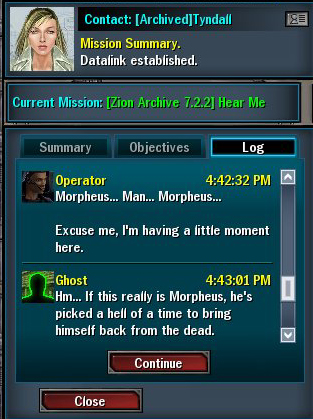 Contact: [Archived]Tyndall
Mission Summary.
Datalink established.
Current Mission: [Zion Archive 7.2.2] Hear Me
Summary
Objectives
Log
Operator 4:42:32 PM
Morpheus... Man... Morpheus...
Excuse me, I'm having a little moment
here.
Ghost 4:43:01 PM
Hm... If this really is Morpheus, he's
picked a hell of a time to bring
himself back from the dead.
Continue
Close